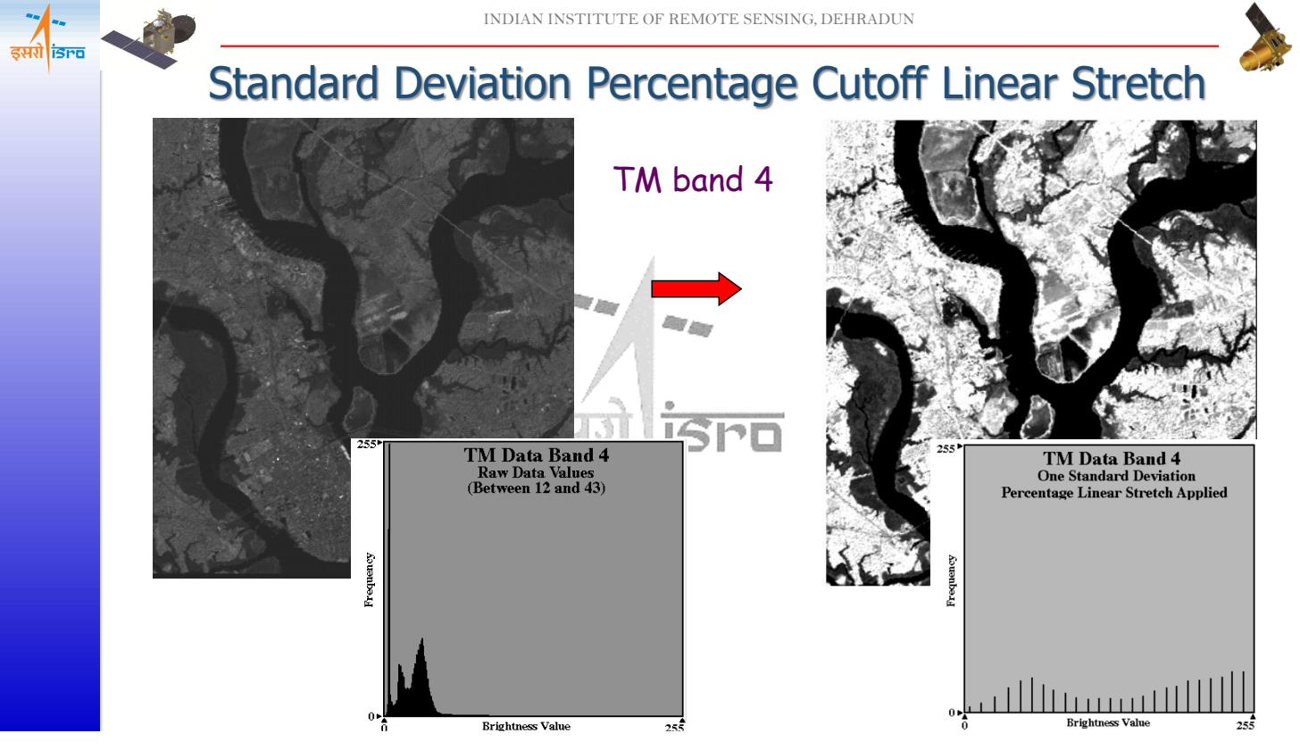 INDIAN INSTITUTE OF REMOTE SENSING, DEHRADUN
इसरो isro
Standard Deviation Percentage Cutoff Linear Stretch
TM band 4
isro
255
TM Data Band 4
Raw Data Values
(Between 12 and 43)
Frequency
0
0
Brightness Value
255
255
TM Data Band 4
One Standard Deviation
Percentage Linear Stretch Applied
Frequency
0
0
Brightness Value
255